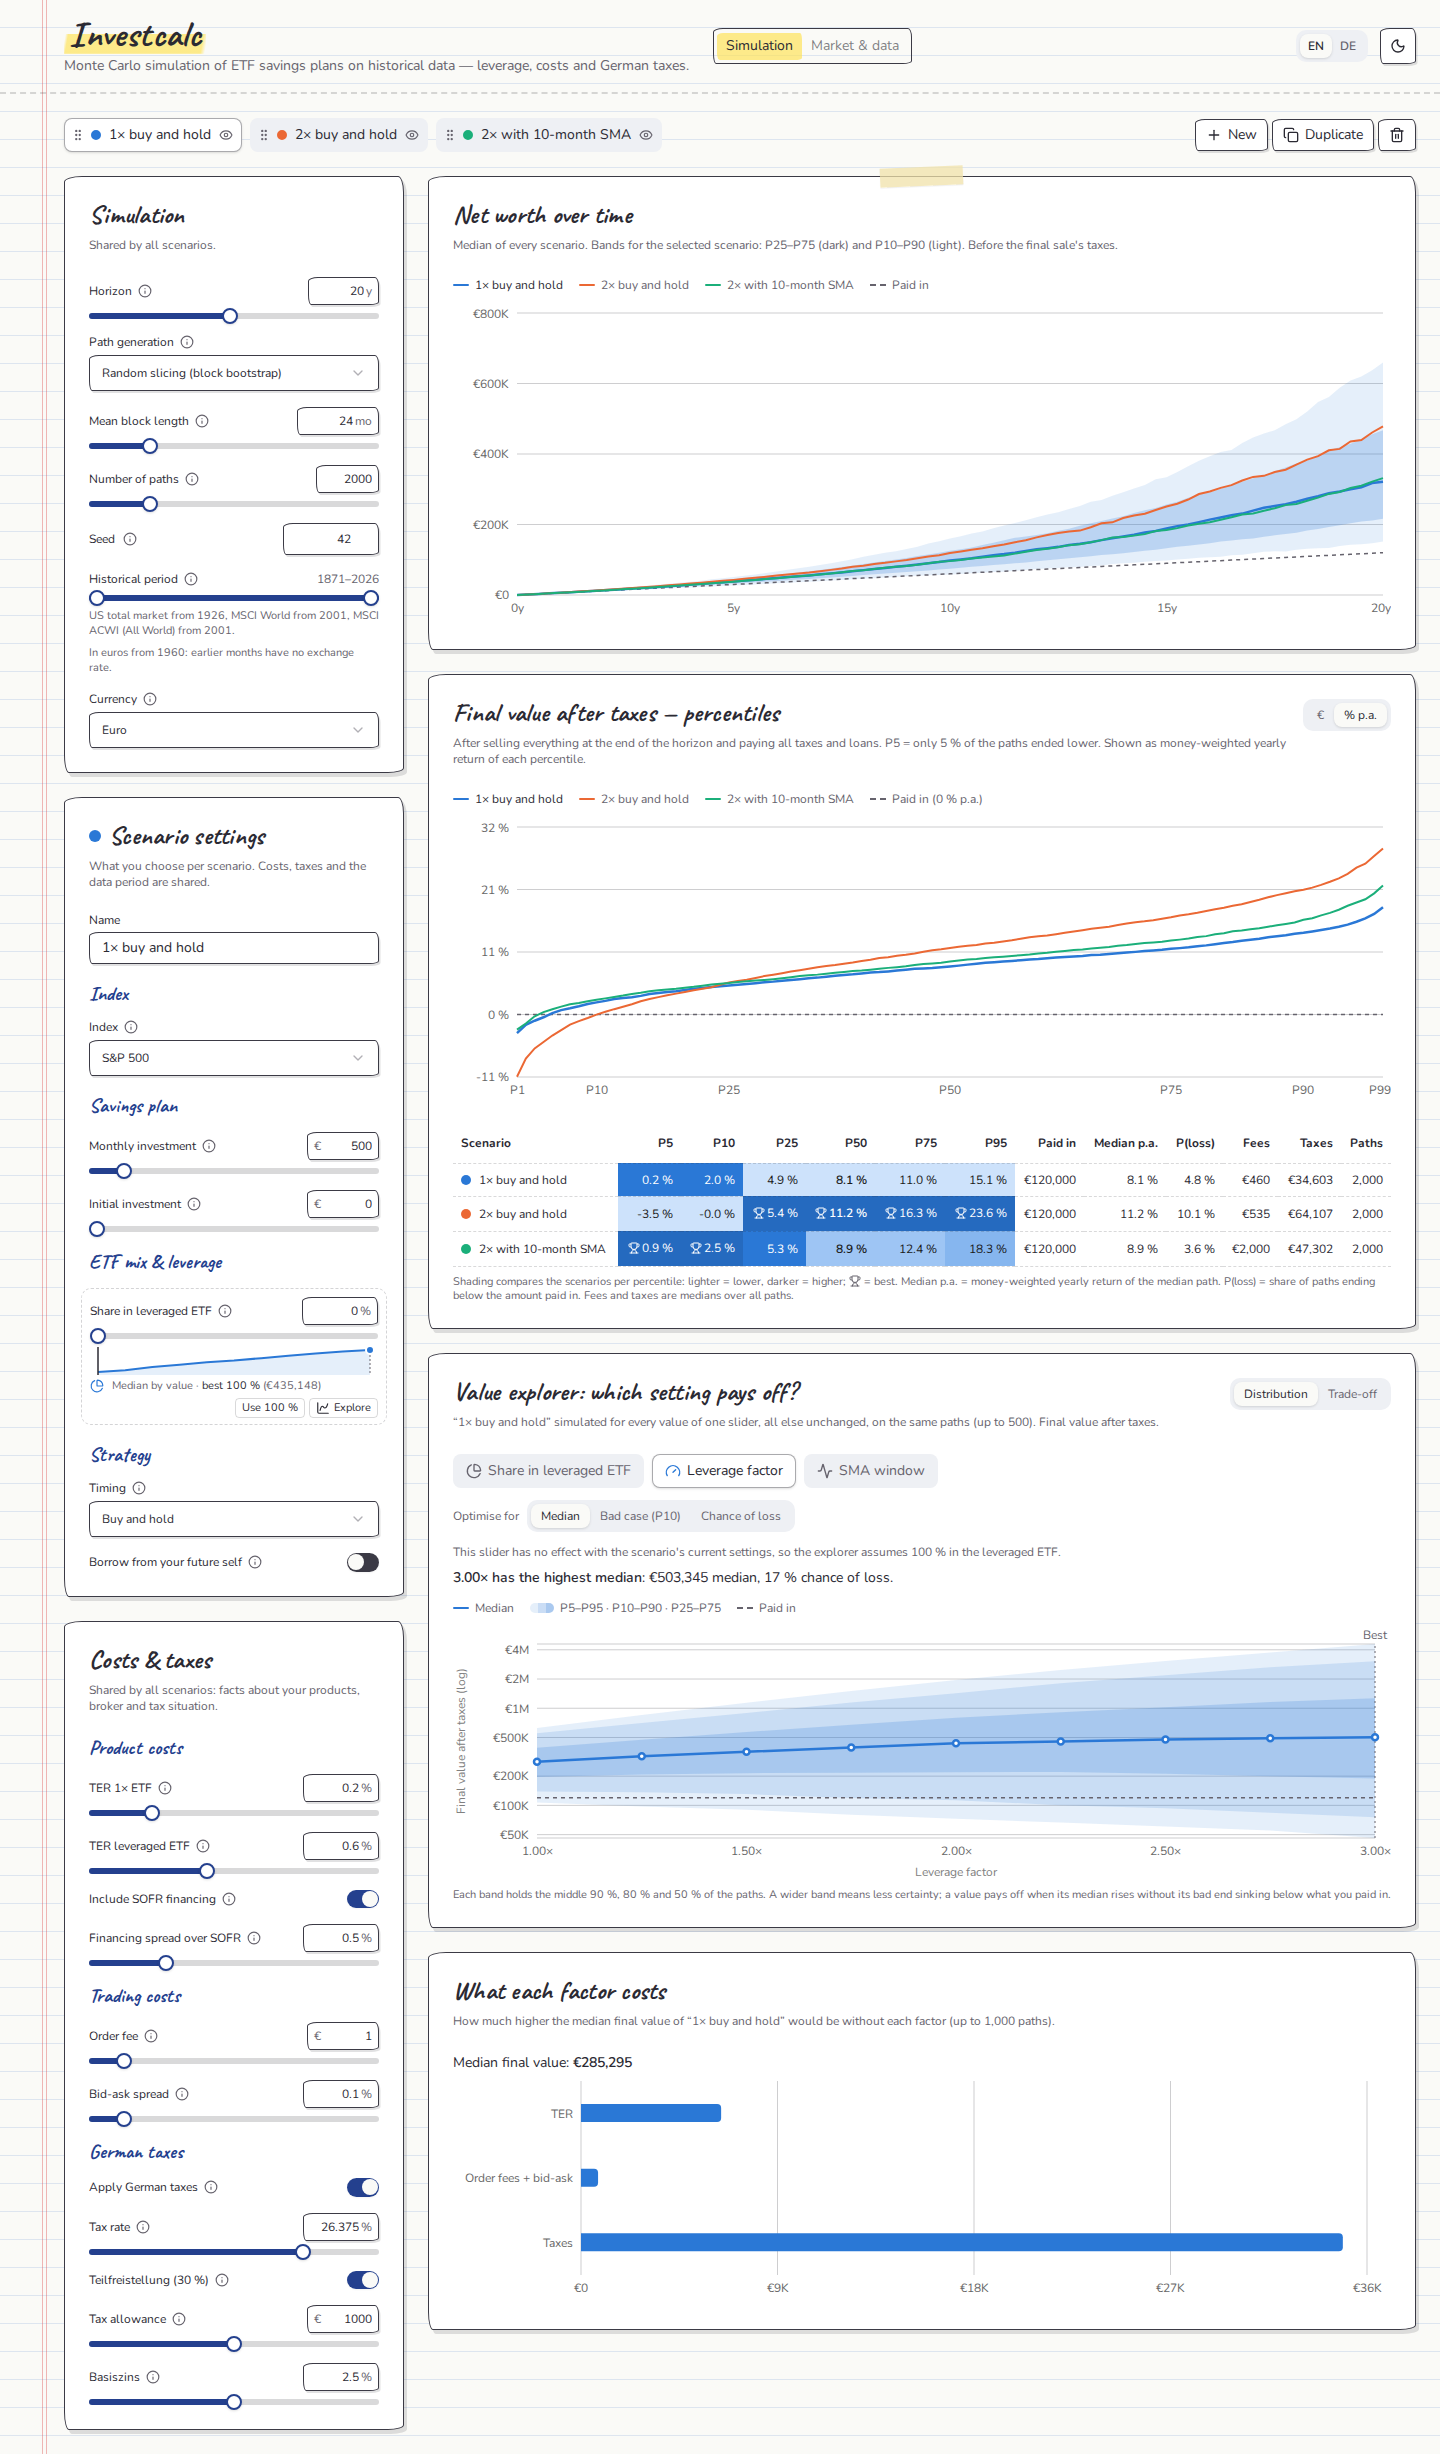 Investcalc
Monte Carlo simulation of ETF savings plans on historical data — leverage, costs and German taxes.
Simulation Market & data
EN DE
1× buy and hold 2× buy and hold 2× with 10-month SMA
New Duplicate
Simulation
Shared by all scenarios.
Horizon 20 y
Path generation
Random slicing (block bootstrap)
Mean block length 24 mo
Number of paths 2000
Seed 42
Historical period 1871–2026
US total market from 1926, MSCI World from 2001, MSCI
ACWI (All World) from 2001.
In euros from 1960: earlier months have no exchange
rate.
Currency
Euro
Scenario settings
What you choose per scenario. Costs, taxes and the
data period are shared.
Name
1× buy and hold
Index
Index
S&P 500
Savings plan
Monthly investment € 500
Initial investment € 0
ETF mix & leverage
Share in leveraged ETF 0 %
Median by value · best 100 % (€435,148)
Use 100 % Explore
Strategy
Timing
Buy and hold
Borrow from your future self
Costs & taxes
Shared by all scenarios: facts about your products,
broker and tax situation.
Product costs
TER 1× ETF 0.2 %
TER leveraged ETF 0.6 %
Include SOFR financing
Financing spread over SOFR 0.5 %
Trading costs
Order fee € 1
Bid-ask spread 0.1 %
German taxes
Apply German taxes
Tax rate 26.375 %
Teilfreistellung (30 %)
Tax allowance € 1000
Basiszins 2.5 %
Net worth over time
Median of every scenario. Bands for the selected scenario: P25–P75 (dark) and P10–P90 (light). Before the final sale's taxes.
1× buy and hold 2× buy and hold 2× with 10-month SMA Paid in
€800K
€600K
€400K
€200K
€0
0y 5y 10y 15y 20y
Final value after taxes — percentiles
€ % p.a.
After selling everything at the end of the horizon and paying all taxes and loans. P5 = only 5 % of the paths ended lower. Shown as money-weighted yearly
return of each percentile.
1× buy and hold 2× buy and hold 2× with 10-month SMA Paid in (0 % p.a.)
32 %
21 %
11 %
0 %
-11 %
P1 P10 P25 P50 P75 P90 P99
Scenario P5 P10 P25 P50 P75 P95 Paid in Median p.a. P(loss) Fees Taxes Paths
1× buy and hold 0.2 % 2.0 % 4.9 % 8.1 % 11.0 % 15.1 % €120,000 8.1 % 4.8 % €460 €34,603 2,000
2× buy and hold -3.5 % -0.0 % 5.4 % 11.2 % 16.3 % 23.6 % €120,000 11.2 % 10.1 % €535 €64,107 2,000
2× with 10-month SMA 0.9 % 2.5 % 5.3 % 8.9 % 12.4 % 18.3 % €120,000 8.9 % 3.6 % €2,000 €47,302 2,000
Shading compares the scenarios per percentile: lighter = lower, darker = higher; = best. Median p.a. = money-weighted yearly return of the median path. P(loss) = share of paths ending
below the amount paid in. Fees and taxes are medians over all paths.
Value explorer: which setting pays off?
Distribution Trade-off
“1× buy and hold” simulated for every value of one slider, all else unchanged, on the same paths (up to 500). Final value after taxes.
Share in leveraged ETF Leverage factor SMA window
Optimise for Median Bad case (P10) Chance of loss
This slider has no effect with the scenario's current settings, so the explorer assumes 100 % in the leveraged ETF.
3.00× has the highest median: €503,345 median, 17 % chance of loss.
Median P5–P95 · P10–P90 · P25–P75 Paid in
Best
Final value after taxes (log)
€4M
€2M
€1M
€500K
€200K
€100K
€50K
1.00× 1.50× 2.00× 2.50× 3.00×
Leverage factor
Each band holds the middle 90 %, 80 % and 50 % of the paths. A wider band means less certainty; a value pays off when its median rises without its bad end sinking below what you paid in.
What each factor costs
How much higher the median final value of “1× buy and hold” would be without each factor (up to 1,000 paths).
Median final value: €285,295
TER
Order fees + bid-ask
Taxes
€0 €9K €18K €27K €36K